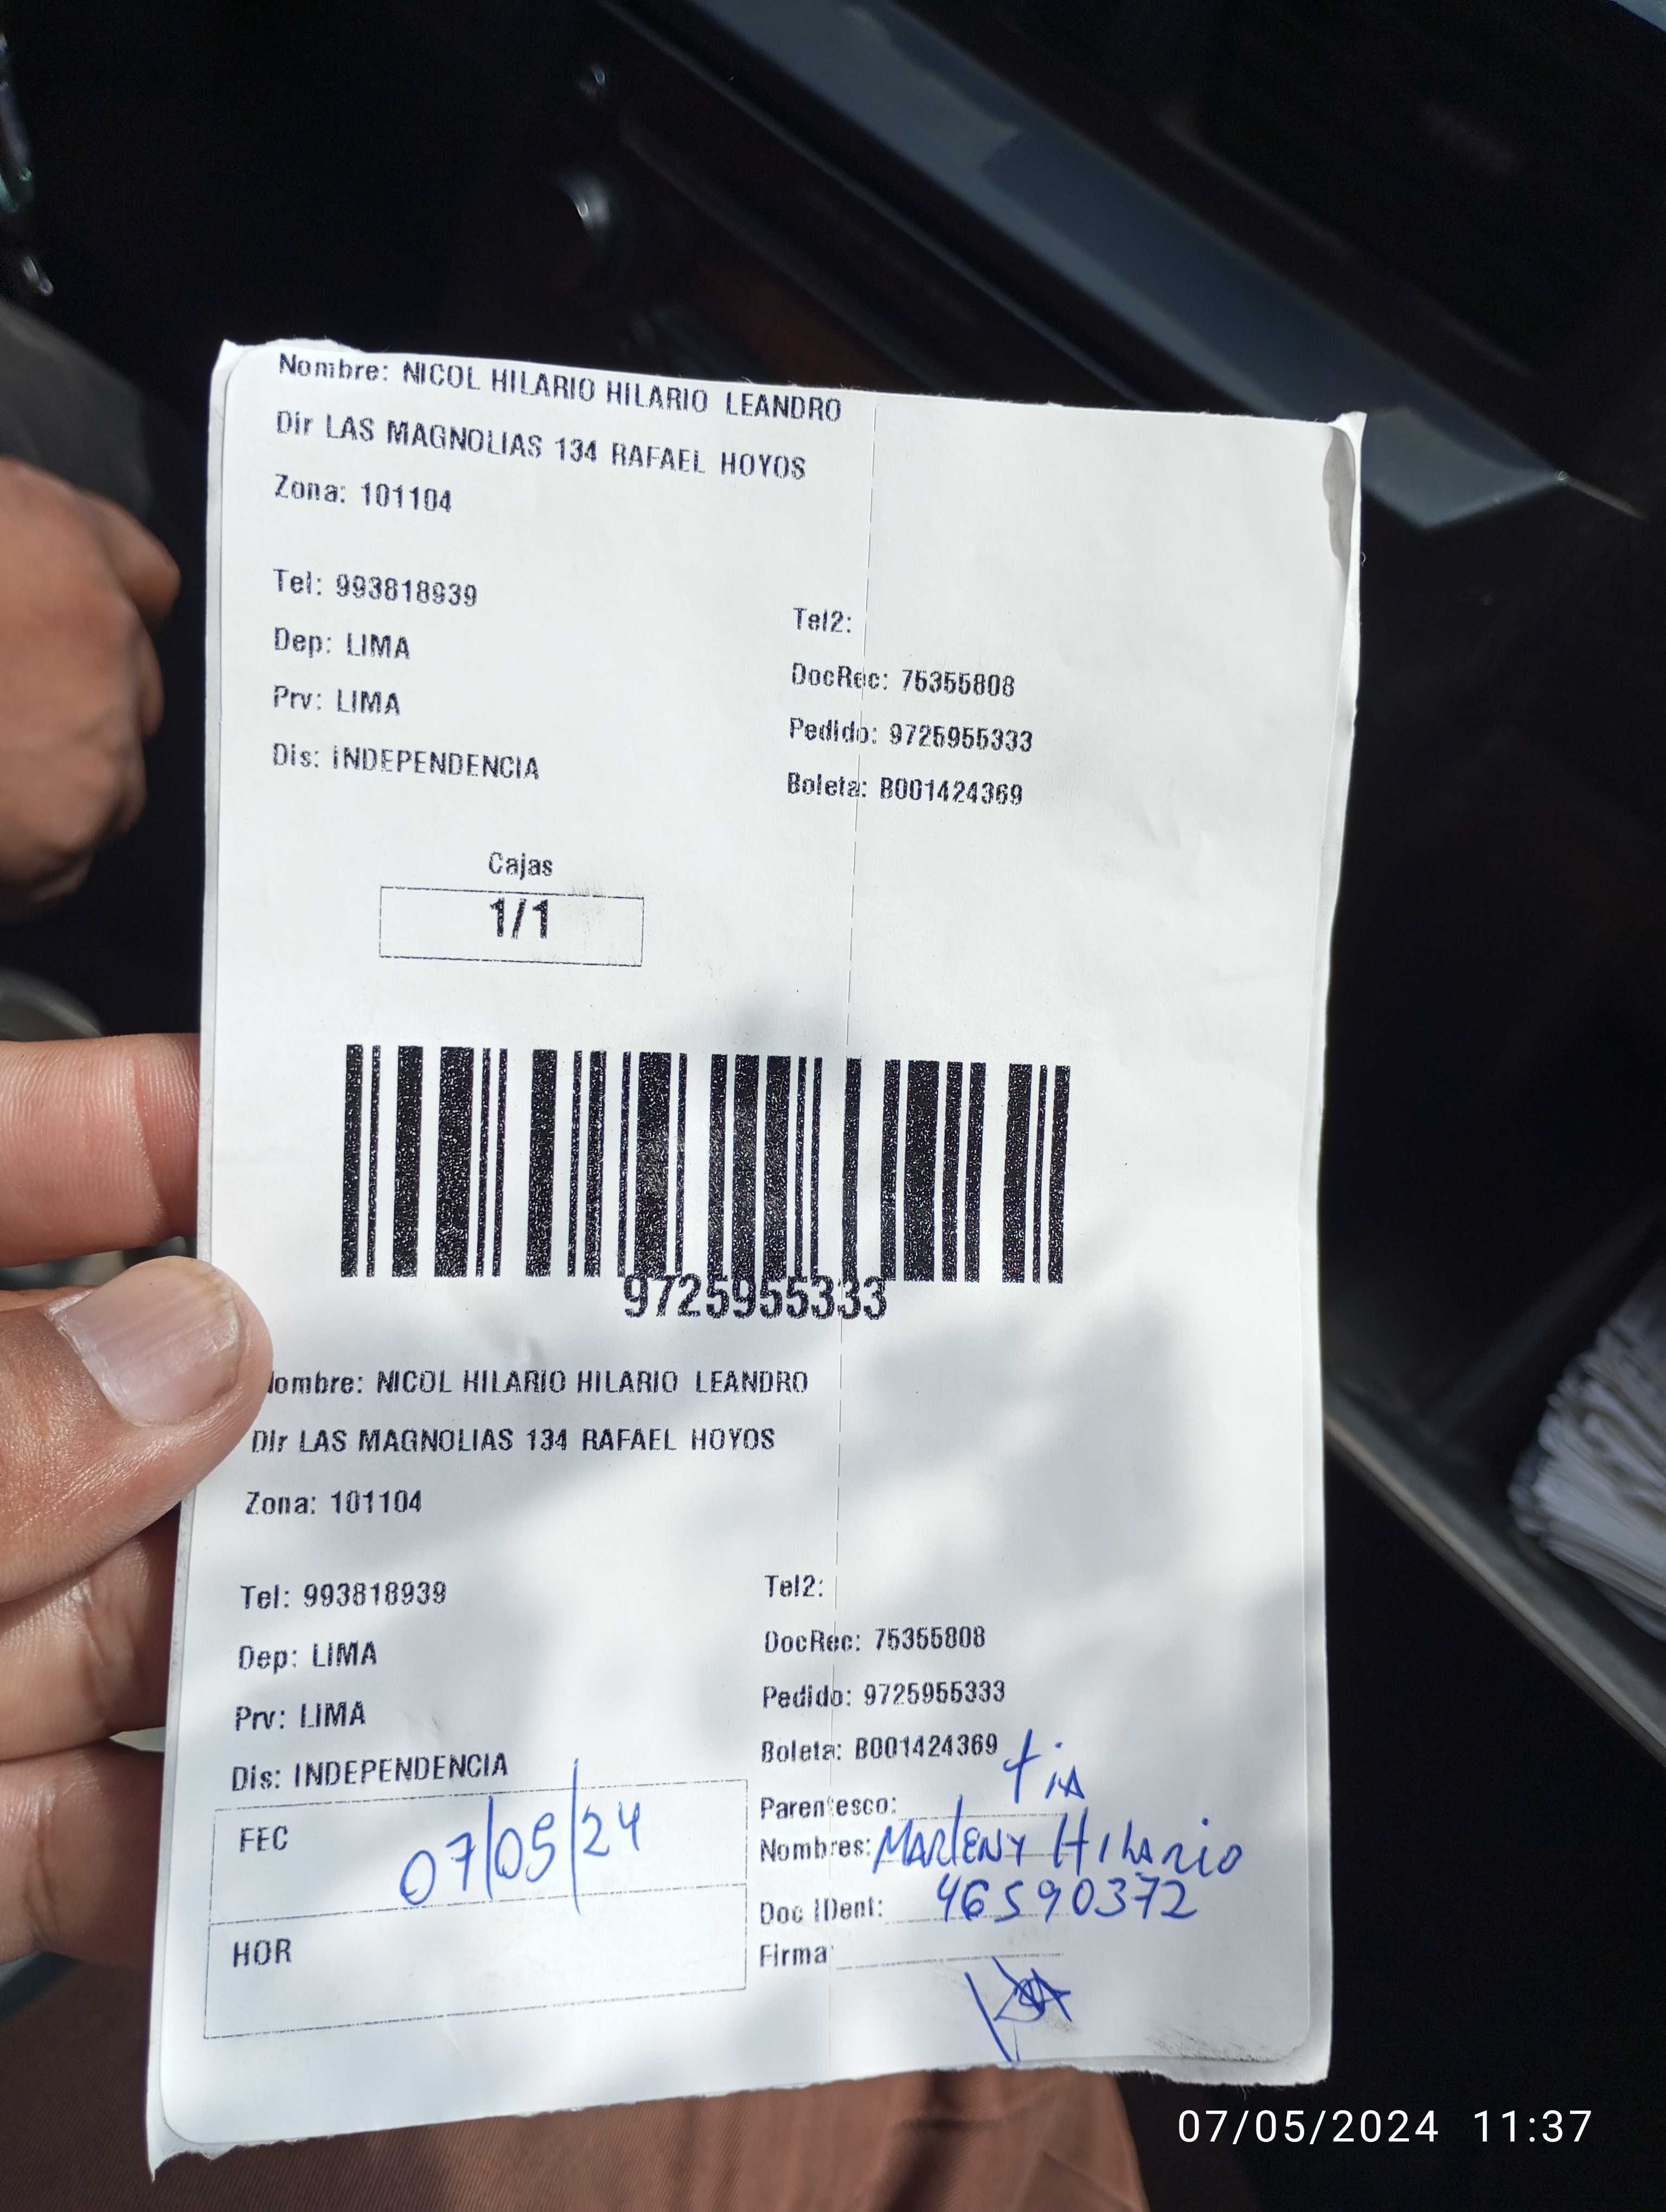 Nombre: NICOL HILARIO HILARIO LEANDRO
Dir LAS MAGNOLIAS 134 RAFAEL HOYOS
Zona: 101104
Tel: 993818939
Tel2:
Dep: LIMA
DocRec: 75355808
Prv: LIMA
Pedido: 9725955333
Dis: INDEPENDENCIA
Boleta: B001424369
Cajas
1/1
9725955333
ombre: NICOL HILARIO HILARIO LEANDRO
Dir LAS MAGNOLIAS 134 RAFAEL HOYOS
Zona: 101104
Tel: 993818939
Tel2:
Dep: LIMA
DocRec: 75355808
Prv: LIMA
Pedido: 9725955333
Dis: INDEPENDENCIA
Boleta: B001424369
FEC 07/05/24
HOR
Parentesco: tia
Nombres: MARLENY HILARIO
Doc IDent: 46590372
Firma
07/05/2024 11:37